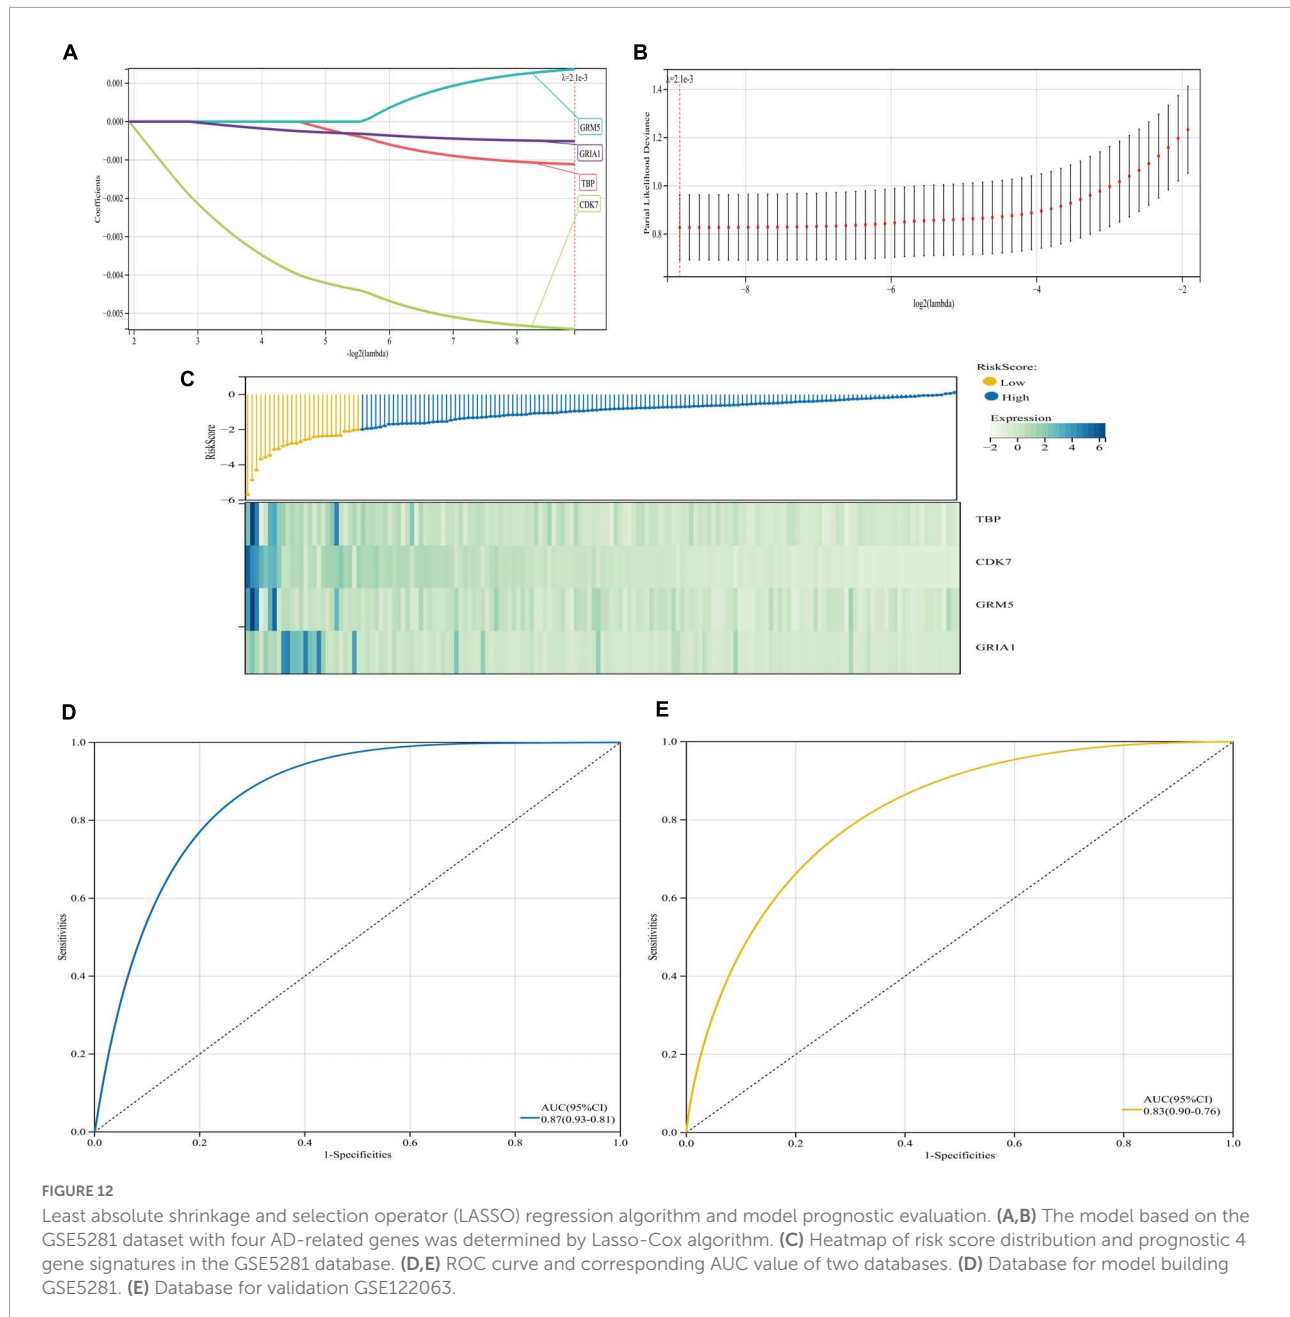 A
0.001
0.000
−0.001
−0.002
−0.003
−0.004
−0.005
Coefficients
λ=2.1e-3
GRM5
GRIA1
TBP
CDK7
2
3
4
5
6
7
8
-log2(lambda)
B
λ=2.1e-3
1.4
1.2
1.0
0.8
Parial Likelihood Deviance
−8
−6
−4
−2
log2(lambda)
C
0
−2
−4
−6
RiskScore
RiskScore:
Low
High
Expression
−2
0
2
4
6
TBP
CDK7
GRM5
GRIA1
D
1.0
0.8
0.6
0.4
0.2
0.0
Sensitivities
AUC(95%CI)
0.87(0.93-0.81)
0.0
0.2
0.4
0.6
0.8
1.0
1-Specificities
E
1.0
0.8
0.6
0.4
0.2
0.0
Sensitivities
AUC(95%CI)
0.83(0.90-0.76)
0.0
0.2
0.4
0.6
0.8
1.0
1-Specificities
FIGURE 12
Least absolute shrinkage and selection operator (LASSO) regression algorithm and model prognostic evaluation. (A,B) The model based on the
GSE5281 dataset with four AD-related genes was determined by Lasso-Cox algorithm. (C) Heatmap of risk score distribution and prognostic 4
gene signatures in the GSE5281 database. (D,E) ROC curve and corresponding AUC value of two databases. (D) Database for model building
GSE5281. (E) Database for validation GSE122063.